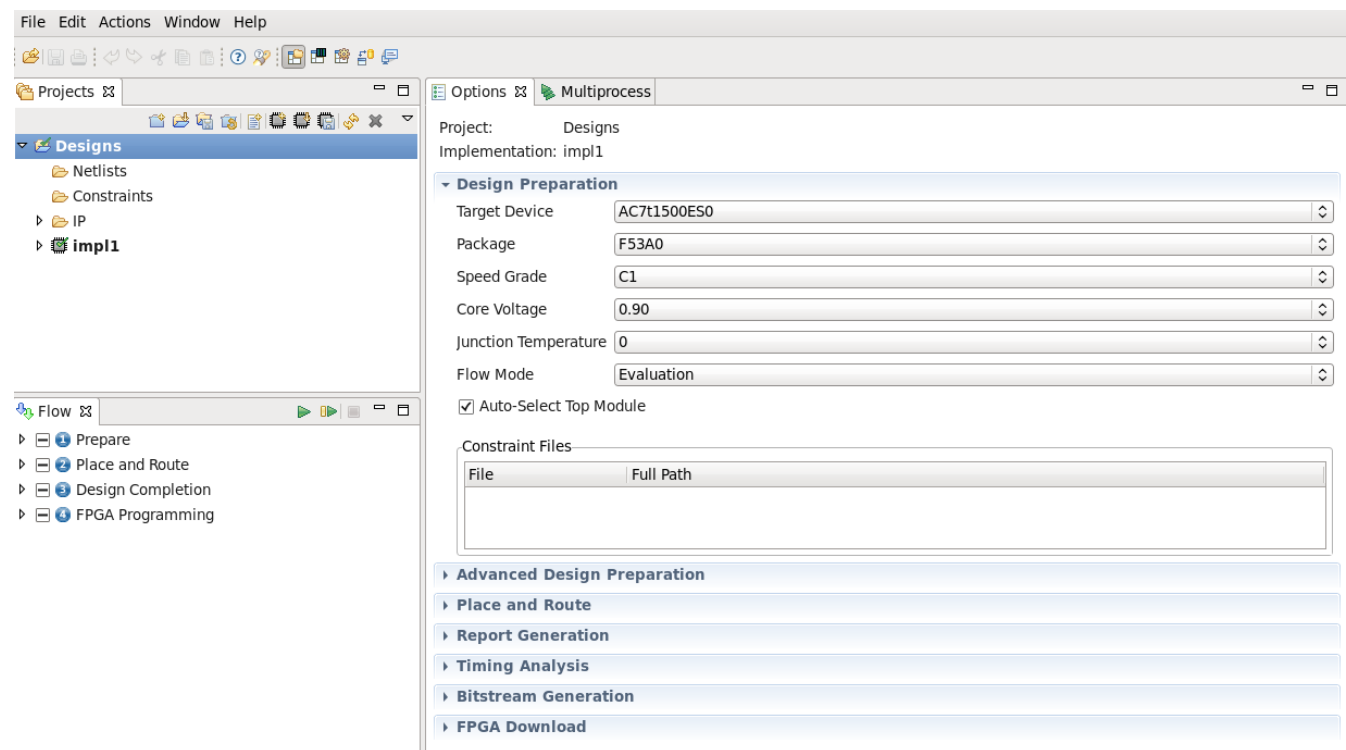 File Edit Actions Window Help
Projects
Designs
Netlists
Constraints
IP
impl1
Flow
1 Prepare
2 Place and Route
3 Design Completion
4 FPGA Programming
Options Multiprocess
Project: Designs
Implementation: impl1
Design Preparation
Target Device AC7t1500ES0
Package F53A0
Speed Grade C1
Core Voltage 0.90
Junction Temperature 0
Flow Mode Evaluation
Auto-Select Top Module
Constraint Files
File Full Path
Advanced Design Preparation
Place and Route
Report Generation
Timing Analysis
Bitstream Generation
FPGA Download